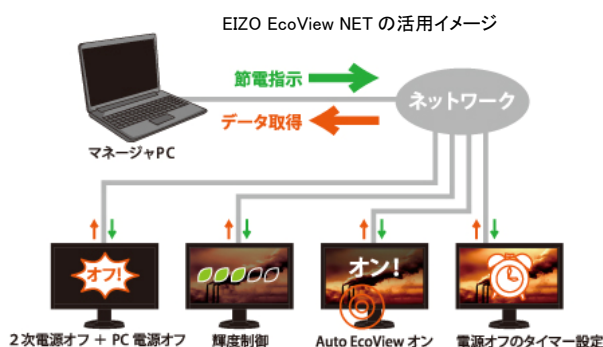 EIZO EcoView NET の活用イメージ
節電指示
ネットワーク
データ取得
マネージャPC
オフ!
オン!
2次電源オフ + PC電源オフ
輝度制御
Auto EcoView オン
電源オフのタイマー設定